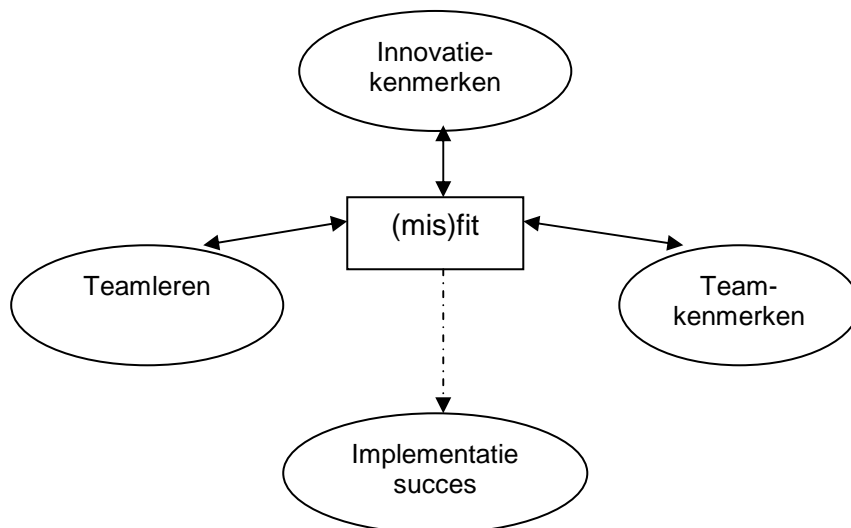 Innovatie-
kenmerken
(mis)fit
Teamleren
Team-
kenmerken
Implementatie
succes